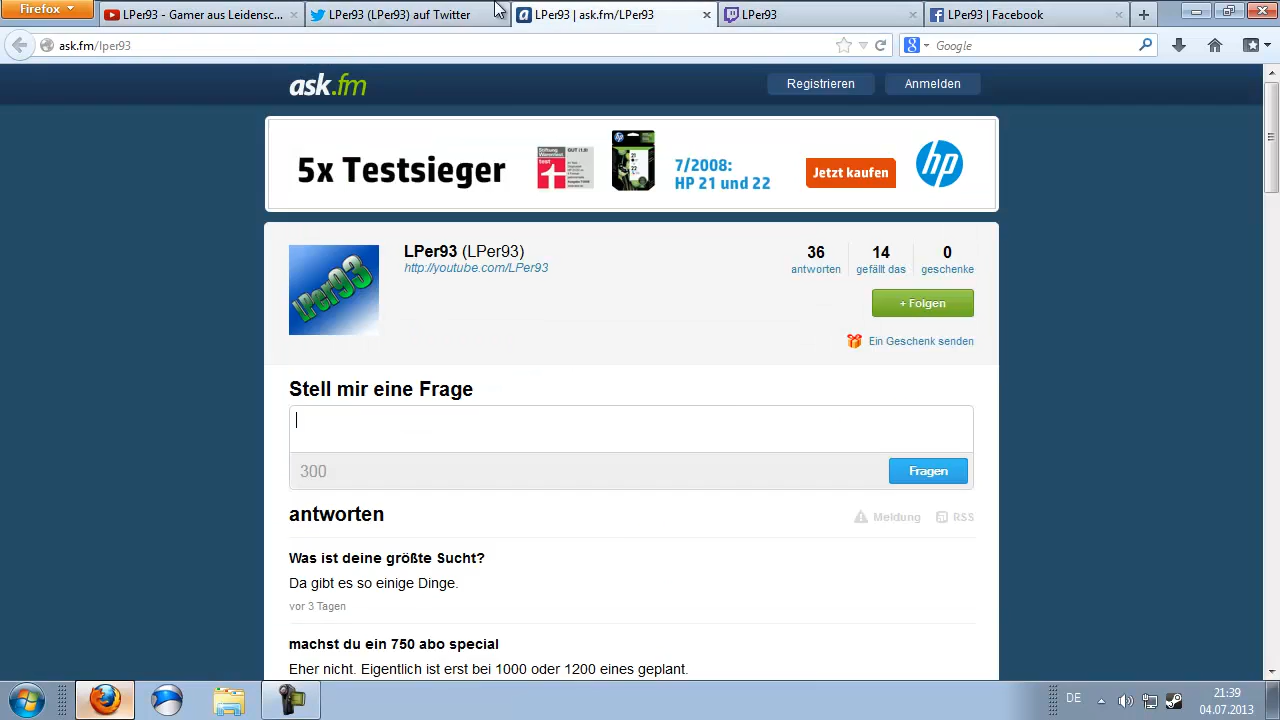 Firefox
LPer93 - Gamer aus Leidensc...
LPer93 (LPer93) auf Twitter
LPer93 | ask.fm/LPer93
LPer93
LPer93 | Facebook
ask.fm/lper93
Google
ask.fm
Registrieren
Anmelden
5x Testsieger
test
7/2008:
HP 21 und 22
Jetzt kaufen
hp
LPer93
LPer93 (LPer93)
http://youtube.com/LPer93
36
antworten
14
gefällt das
0
geschenke
+ Folgen
Ein Geschenk senden
Stell mir eine Frage
300
Fragen
antworten
Meldung
RSS
Was ist deine größte Sucht?
Da gibt es so einige Dinge.
vor 3 Tagen
machst du ein 750 abo special
Eher nicht. Eigentlich ist erst bei 1000 oder 1200 eines geplant.
DE
21:39
04.07.2013